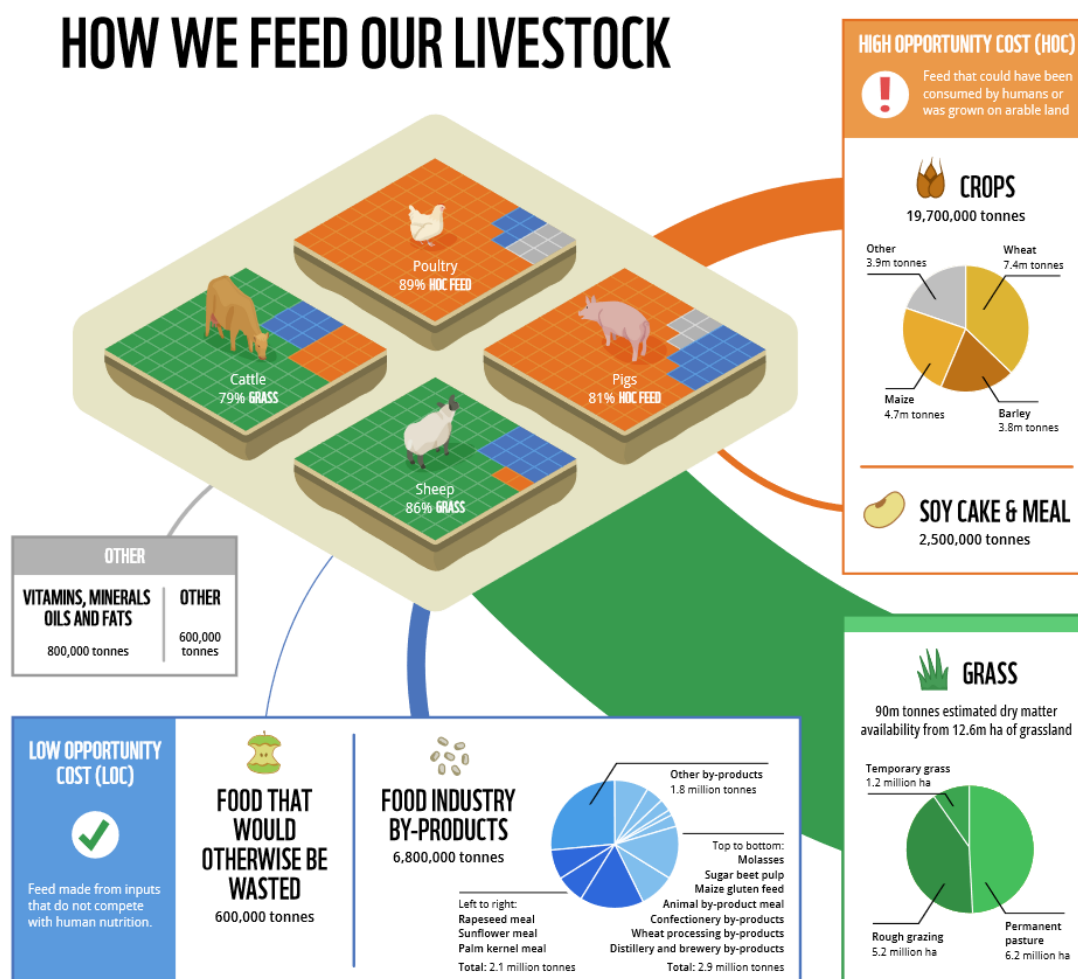 HOW WE FEED OUR LIVESTOCK
HIGH OPPORTUNITY COST (HOC)
!
Feed that could have been
consumed by humans or
was grown on arable land
CROPS
19,700,000 tonnes
Other
3.9m tonnes
Wheat
7.4m tonnes
Maize
4.7m tonnes
Barley
3.8m tonnes
SOY CAKE & MEAL
2,500,000 tonnes
Poultry
89% HOC FEED
Cattle
79% GRASS
Pigs
81% HOC FEED
Sheep
86% GRASS
OTHER
VITAMINS, MINERALS
OILS AND FATS
800,000 tonnes
OTHER
600,000
tonnes
GRASS
90m tonnes estimated dry matter
availability from 12.6m ha of grassland
Temporary grass
1.2 million ha
Rough grazing
5.2 million ha
Permanent
pasture
6.2 million ha
LOW OPPORTUNITY
COST (LOC)
Feed made from inputs
that do not compete
with human nutrition.
FOOD THAT
WOULD
OTHERWISE BE
WASTED
600,000 tonnes
FOOD INDUSTRY
BY-PRODUCTS
6,800,000 tonnes
Other by-products
1.8 million tonnes
Left to right:
Rapeseed meal
Sunflower meal
Palm kernel meal
Total: 2.1 million tonnes
Top to bottom:
Molasses
Sugar beet pulp
Maize gluten feed
Animal by-product meal
Confectionery by-products
Wheat processing by-products
Distillery and brewery by-products
Total: 2.9 million tonnes